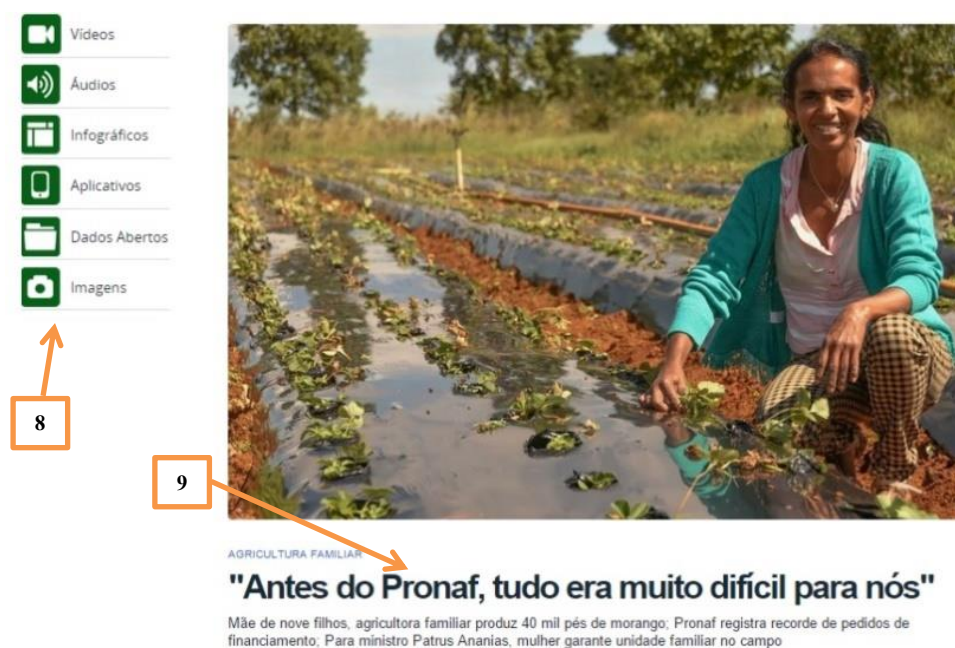 Vídeos
Áudios
Infográficos
Aplicativos
Dados Abertos
Imagens
8
9
AGRICULTURA FAMILIAR
"Antes do Pronaf, tudo era muito difícil para nós"
Mãe de nove filhos, agricultora familiar produz 40 mil pés de morango; Pronaf registra recorde de pedidos de
financiamento; Para ministro Patrus Ananias, mulher garante unidade familiar no campo